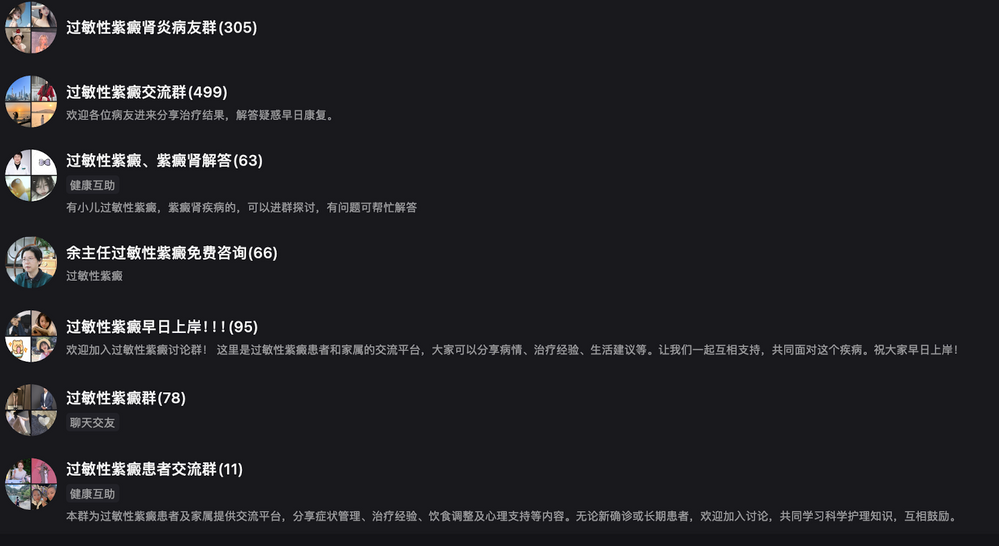 过敏性紫癜肾炎病友群(305)
过敏性紫癜交流群(499)
欢迎各位病友进来分享治疗结果，解答疑惑早日康复。
过敏性紫癜、紫癜肾解答(63)
健康互助
有小儿过敏性紫癜，紫癜肾疾病的，可以进群探讨，有问题可帮忙解答
余主任过敏性紫癜免费咨询(66)
过敏性紫癜
过敏性紫癜早日上岸！！！(95)
欢迎加入过敏性紫癜讨论群！ 这里是过敏性紫癜患者和家属的交流平台，大家可以分享病情、治疗经验、生活建议等。让我们一起互相支持，共同面对这个疾病。祝大家早日上岸！
过敏性紫癜群(78)
聊天交友
过敏性紫癜患者交流群(11)
健康互助
本群为过敏性紫癜患者及家属提供交流平台，分享症状管理、治疗经验、饮食调整及心理支持等内容。无论新确诊或长期患者，欢迎加入讨论，共同学习科学护理知识，互相鼓励。